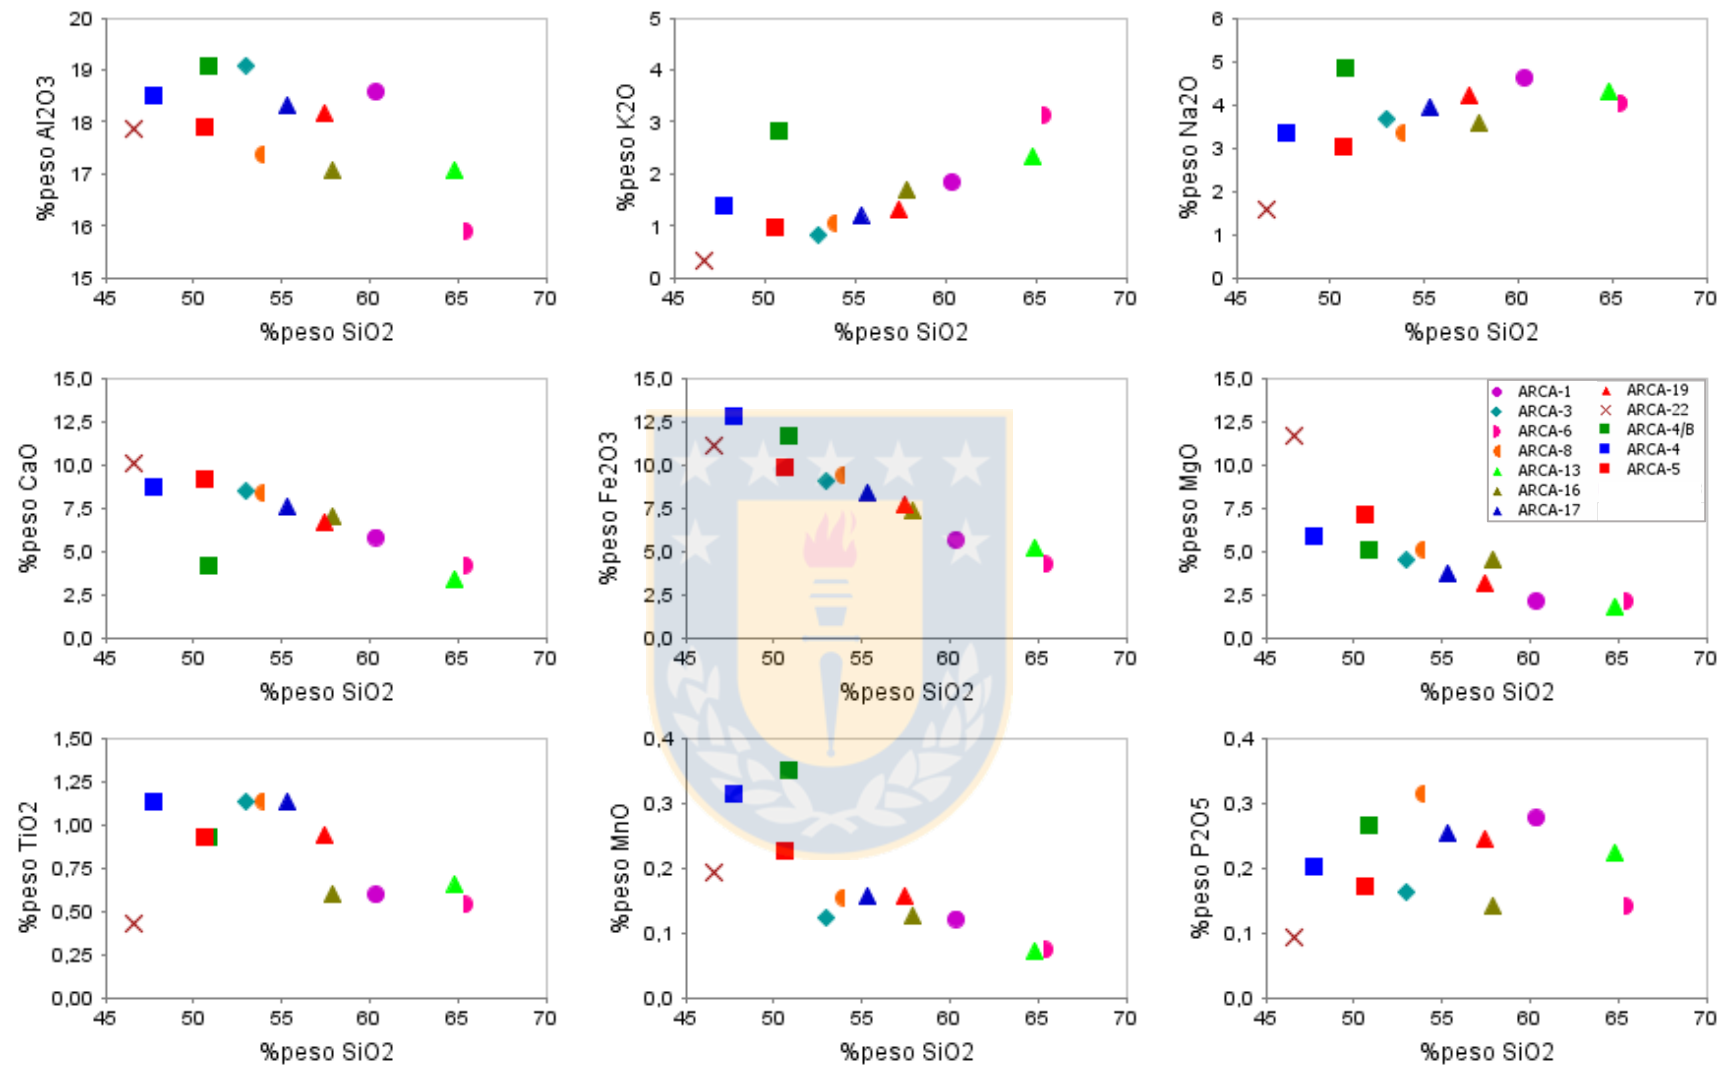 20
19
18
17
16
15
%peso Al2O3
45 50 55 60 65 70
%peso SiO2
5
4
3
2
1
0
%peso K2O
45 50 55 60 65 70
%peso SiO2
6
5
4
3
2
1
0
%peso Na2O
45 50 55 60 65 70
%peso SiO2
15,0
12,5
10,0
7,5
5,0
2,5
0,0
%peso CaO
45 50 55 60 65 70
%peso SiO2
15,0
12,5
10,0
7,5
5,0
2,5
0,0
%peso Fe2O3
45 50 55 60 65 70
%peso SiO2
15,0
12,5
10,0
7,5
5,0
2,5
0,0
%peso MgO
ARCA-1 ARCA-19
ARCA-3 ARCA-22
ARCA-6 ARCA-4/B
ARCA-8 ARCA-4
ARCA-13 ARCA-5
ARCA-16
ARCA-17
45 50 55 60 65 70
%peso SiO2
1,50
1,25
1,00
0,75
0,50
0,25
0,00
%peso TiO2
45 50 55 60 65 70
%peso SiO2
0,4
0,3
0,2
0,1
0,0
%peso MnO
45 50 55 60 65 70
%peso SiO2
0,4
0,3
0,2
0,1
0,0
%peso P2O5
45 50 55 60 65 70
%peso SiO2